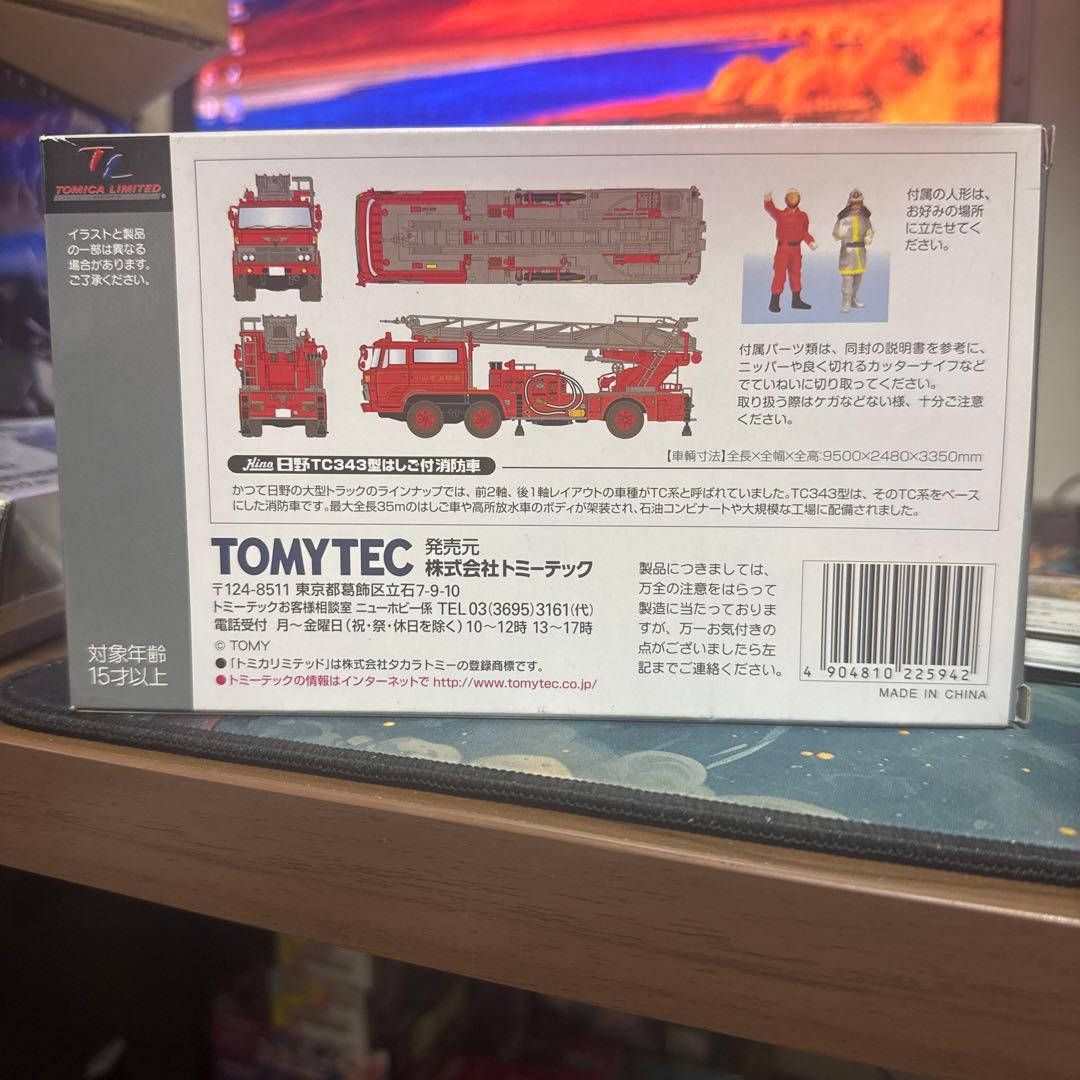 TL
TOMICA LIMITED
イラストと製品
の一部は異なる
場合があります。
ご了承ください。
付属の人形は、
お好みの場所
に立たせてく
ださい。
付属パーツ類は、同封の説明書を参考に、
ニッパーや良く切れるカッターナイフなど
でていねいに切り取ってください。
取り扱う際はケガなどない様、十分ご注意
ください。
【車輌寸法】全長×全幅×全高:9500×2480×3350mm
Hino 日野TC343型はしご付消防車
かつて日野の大型トラックのラインナップでは、前2軸、後1軸レイアウトの車種がTC系と呼ばれていました。TC343型は、そのTC系をベース
にした消防車です。最大全長35mのはしご車や高所放水車のボディが架装され、石油コンビナートや大規模な工場に配備されました。
TOMYTEC 発売元
株式会社トミーテック
〒124-8511 東京都葛飾区立石7-9-10
トミーテックお客様相談室 ニューホビー係 TEL 03(3695)3161(代)
電話受付 月~金曜日(祝・祭・休日を除く)10~12時 13~17時
© TOMY
●「トミカリミテッド」は株式会社タカラトミーの登録商標です。
●トミーテックの情報はインターネットで http://www.tomytec.co.jp/
製品につきましては、
万全の注意をはらって
製造に当たっておりま
すが、万一お気付きの
点がございましたら左
記までご連絡ください。
4 904810 225942
MADE IN CHINA
対象年齢
15才以上